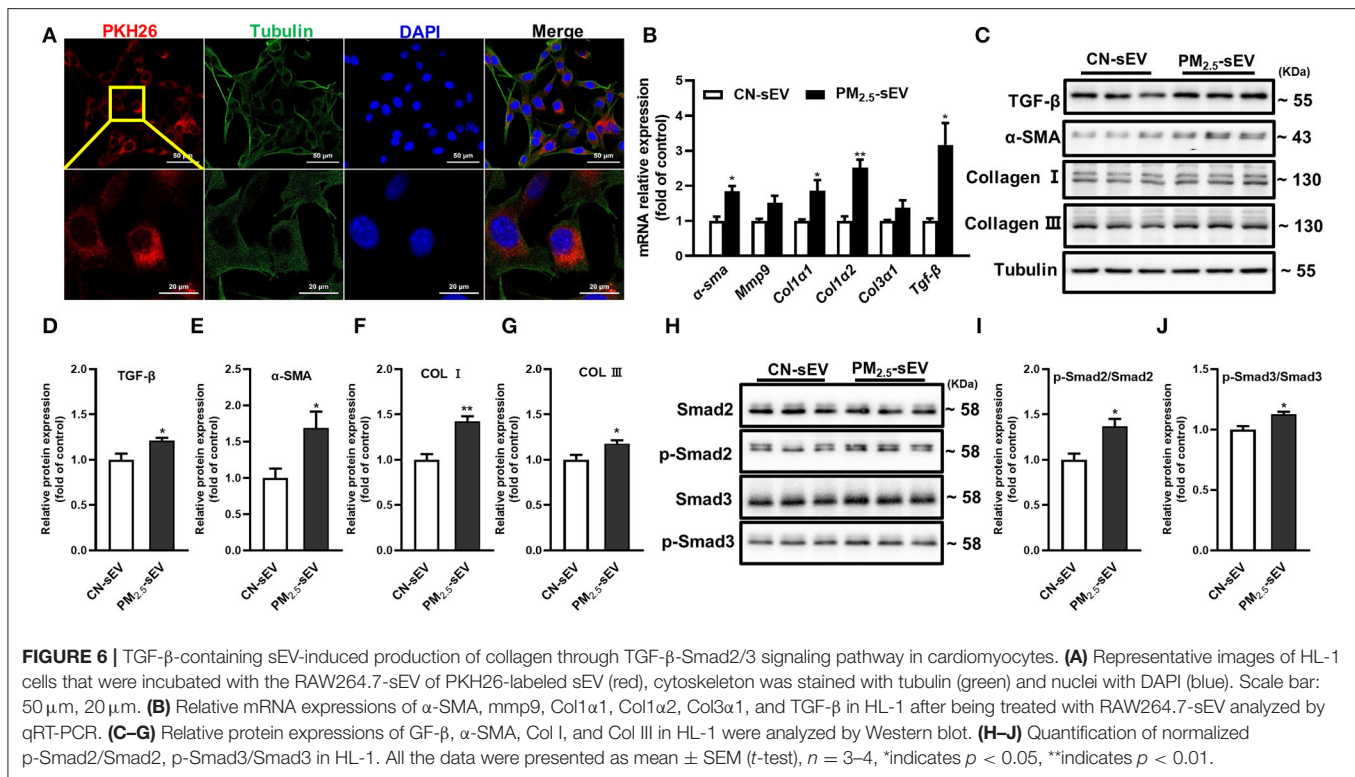 A
PKH26 Tubulin DAPI Merge
50 μm 50 μm 50 μm 50 μm
20 μm 20 μm 20 μm 20 μm
B
mRNA relative expression
(fold of control)
CN-sEV PM2.5-sEV
5
4
3
2
1
0
* ** * *
α-sma Mmp9 Col1α1 Col1α2 Col3α1 Tgf-β
C
CN-sEV PM2.5-sEV
(KDa)
TGF-β ~ 55
α-SMA ~ 43
Collagen I ~ 130
Collagen III ~ 130
Tubulin ~ 55
D
Relative protein expression
(fold of control)
TGF-β
2.0
1.5
1.0
0.5
0.0
*
CN-sEV PM2.5-sEV
E
Relative protein expression
(fold of control)
α-SMA
2.5
2.0
1.5
1.0
0.5
0.0
*
CN-sEV PM2.5-sEV
F
Relative protein expression
(fold of control)
COL I
2.0
1.5
1.0
0.5
0.0
**
CN-sEV PM2.5-sEV
G
Relative protein expression
(fold of control)
COL III
2.0
1.5
1.0
0.5
0.0
*
CN-sEV PM2.5-sEV
H
CN-sEV PM2.5-sEV
(KDa)
Smad2 ~ 58
p-Smad2 ~ 58
Smad3 ~ 58
p-Smad3 ~ 58
I
Relative protein expression
(fold of control)
p-Smad2/Smad2
2.0
1.5
1.0
0.5
0.0
*
CN-sEV PM2.5-sEV
J
Relative protein expression
(fold of control)
p-Smad3/Smad3
1.5
1.0
0.5
0.0
*
CN-sEV PM2.5-sEV
FIGURE 6 | TGF-β-containing sEV-induced production of collagen through TGF-β-Smad2/3 signaling pathway in cardiomyocytes. (A) Representative images of HL-1
cells that were incubated with the RAW264.7-sEV of PKH26-labeled sEV (red), cytoskeleton was stained with tubulin (green) and nuclei with DAPI (blue). Scale bar:
50 μm, 20 μm. (B) Relative mRNA expressions of α-SMA, mmp9, Col1α1, Col1α2, Col3α1, and TGF-β in HL-1 after being treated with RAW264.7-sEV analyzed by
qRT-PCR. (C–G) Relative protein expressions of GF-β, α-SMA, Col I, and Col III in HL-1 were analyzed by Western blot. (H–J) Quantification of normalized
p-Smad2/Smad2, p-Smad3/Smad3 in HL-1. All the data were presented as mean ± SEM (t-test), n = 3–4, *indicates p < 0.05, **indicates p < 0.01.